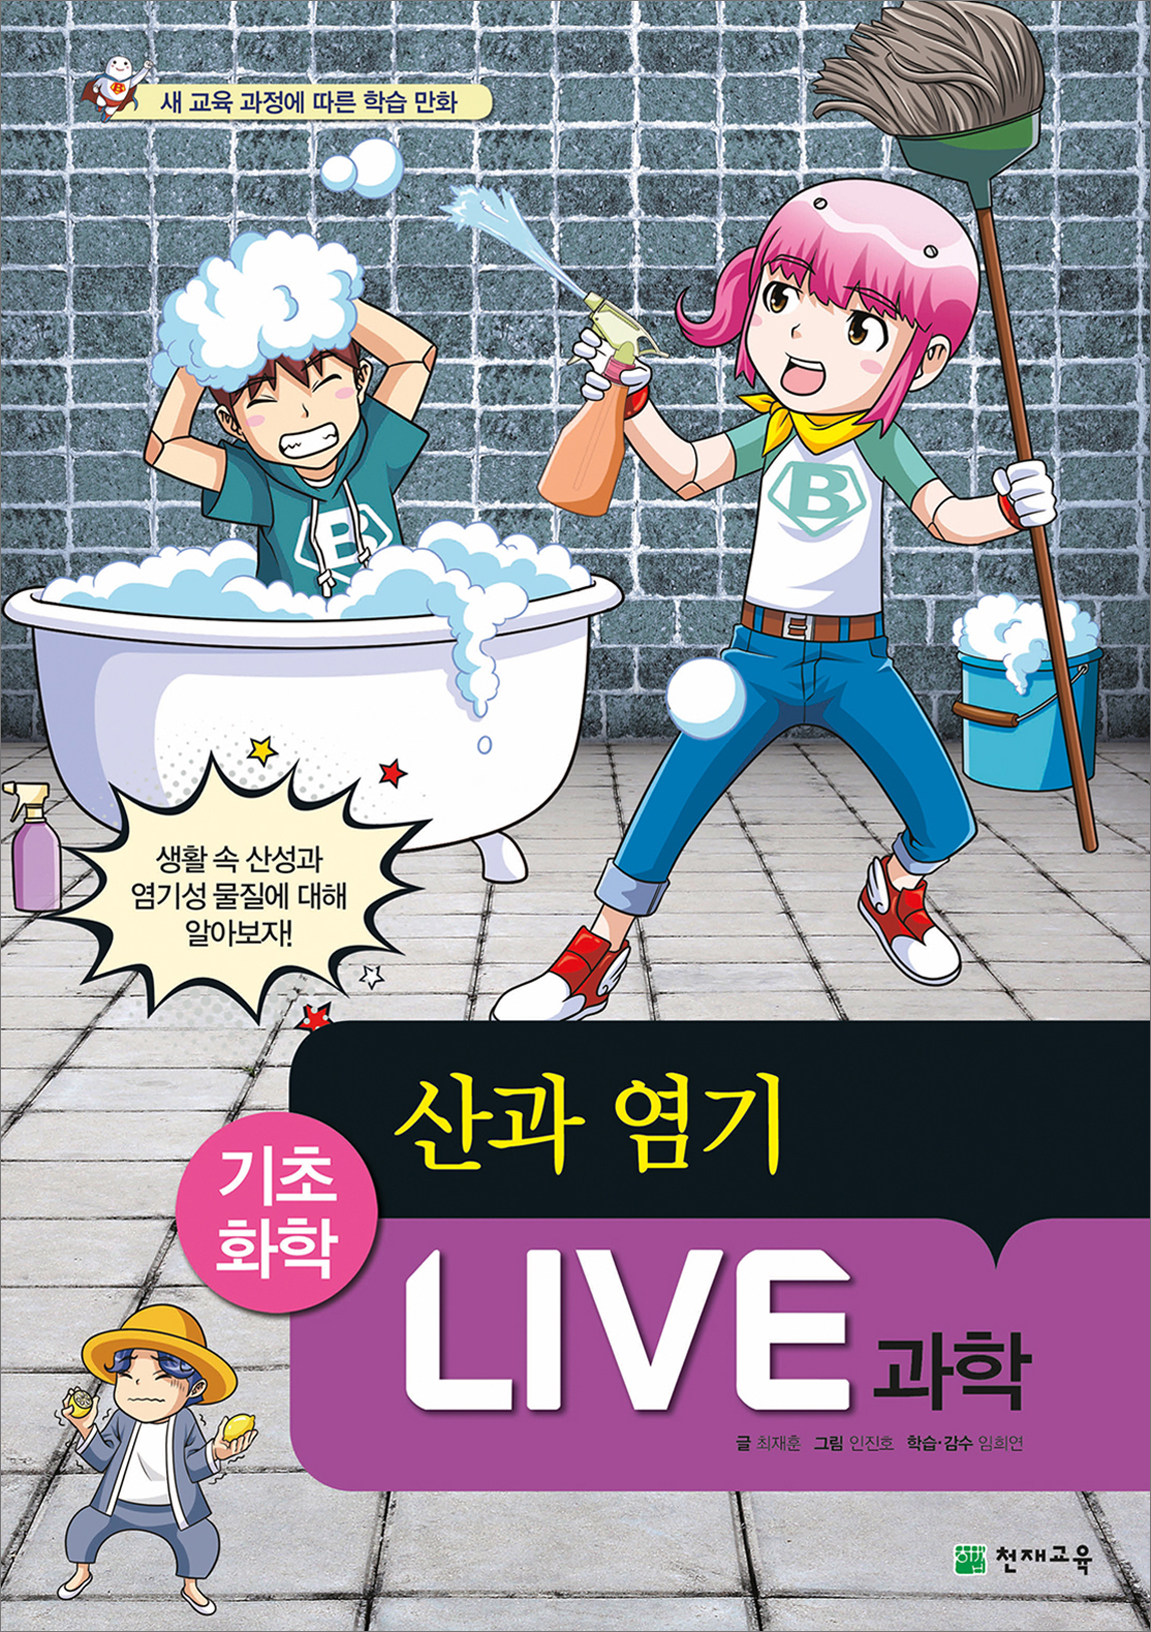 새 교육 과정에 따른 학습 만화
B
B
B
생활 속 산성과
염기성 물질에 대해
알아보자!
산과 염기
기초
화학
LIVE 과학
글 최재훈 그림 인진호 학습·감수 임희연
천재교육